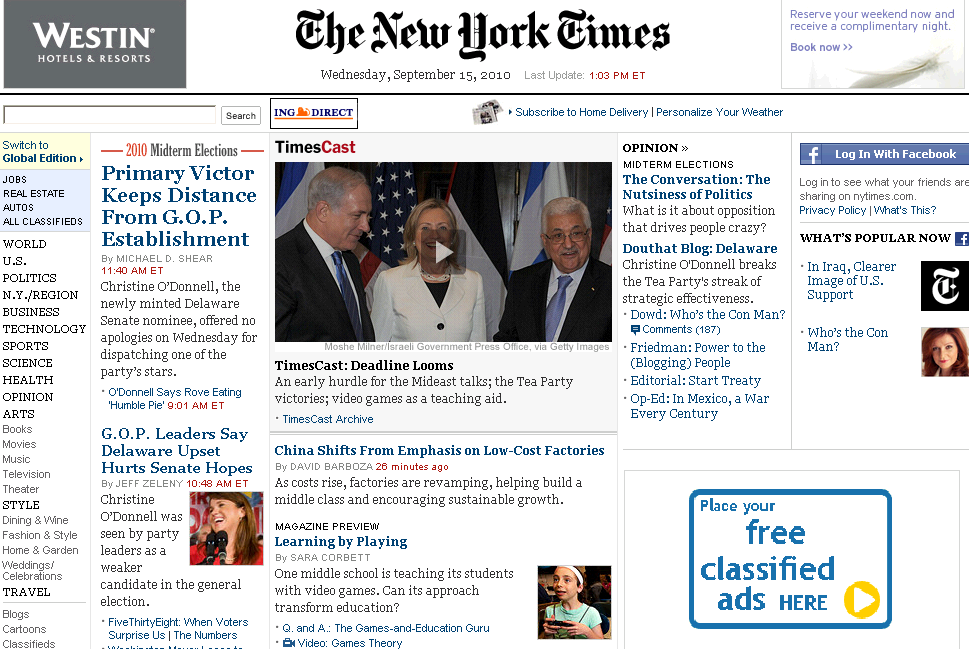 WESTIN®
HOTELS & RESORTS
The New York Times
Wednesday, September 15, 2010 Last Update: 1:03 PM ET
Reserve your weekend now and
receive a complimentary night.
Book now >>
Search
ING DIRECT
Subscribe to Home Delivery | Personalize Your Weather
Switch to
Global Edition
JOBS
REAL ESTATE
AUTOS
ALL CLASSIFIEDS
WORLD
U.S.
POLITICS
N.Y./REGION
BUSINESS
TECHNOLOGY
SPORTS
SCIENCE
HEALTH
OPINION
ARTS
Books
Movies
Music
Television
Theater
STYLE
Dining & Wine
Fashion & Style
Home & Garden
Weddings/
Celebrations
TRAVEL
Blogs
Cartoons
Classifieds
2010 Midterm Elections
Primary Victor
Keeps Distance
From G.O.P.
Establishment
By MICHAEL D. SHEAR
11:40 AM ET
Christine O'Donnell, the
newly minted Delaware
Senate nominee, offered no
apologies on Wednesday for
dispatching one of the
party's stars.
O'Donnell Says Rove Eating
'Humble Pie' 9:01 AM ET
G.O.P. Leaders Say
Delaware Upset
Hurts Senate Hopes
By JEFF ZELENY 10:48 AM ET
Christine
O'Donnell was
seen by party
leaders as a
weaker
candidate in the general
election.
FiveThirtyEight: When Voters
Surprise Us | The Numbers
TimesCast
Moshe Milner/Israeli Government Press Office, via Getty Images
TimesCast: Deadline Looms
An early hurdle for the Mideast talks; the Tea Party
victories; video games as a teaching aid.
TimesCast Archive
China Shifts From Emphasis on Low-Cost Factories
By DAVID BARBOZA 26 minutes ago
As costs rise, factories are revamping, helping build a
middle class and encouraging sustainable growth.
MAGAZINE PREVIEW
Learning by Playing
By SARA CORBETT
One middle school is teaching its students
with video games. Can its approach
transform education?
Q. and A.: The Games-and-Education Guru
Video: Games Theory
OPINION »
MIDTERM ELECTIONS
The Conversation: The
Nutsiness of Politics
What is it about opposition
that drives people crazy?
Douthat Blog: Delaware
Christine O'Donnell breaks
the Tea Party's streak of
strategic effectiveness.
Dowd: Who's the Con Man?
Comments (187)
Friedman: Power to the
(Blogging) People
Editorial: Start Treaty
Op-Ed: In Mexico, a War
Every Century
f Log In With Facebook
Log in to see what your friends are
sharing on nytimes.com.
Privacy Policy | What's This?
WHAT'S POPULAR NOW f
In Iraq, Clearer
Image of U.S.
Support
T
Who's the Con
Man?
Place your
free
classified
ads HERE